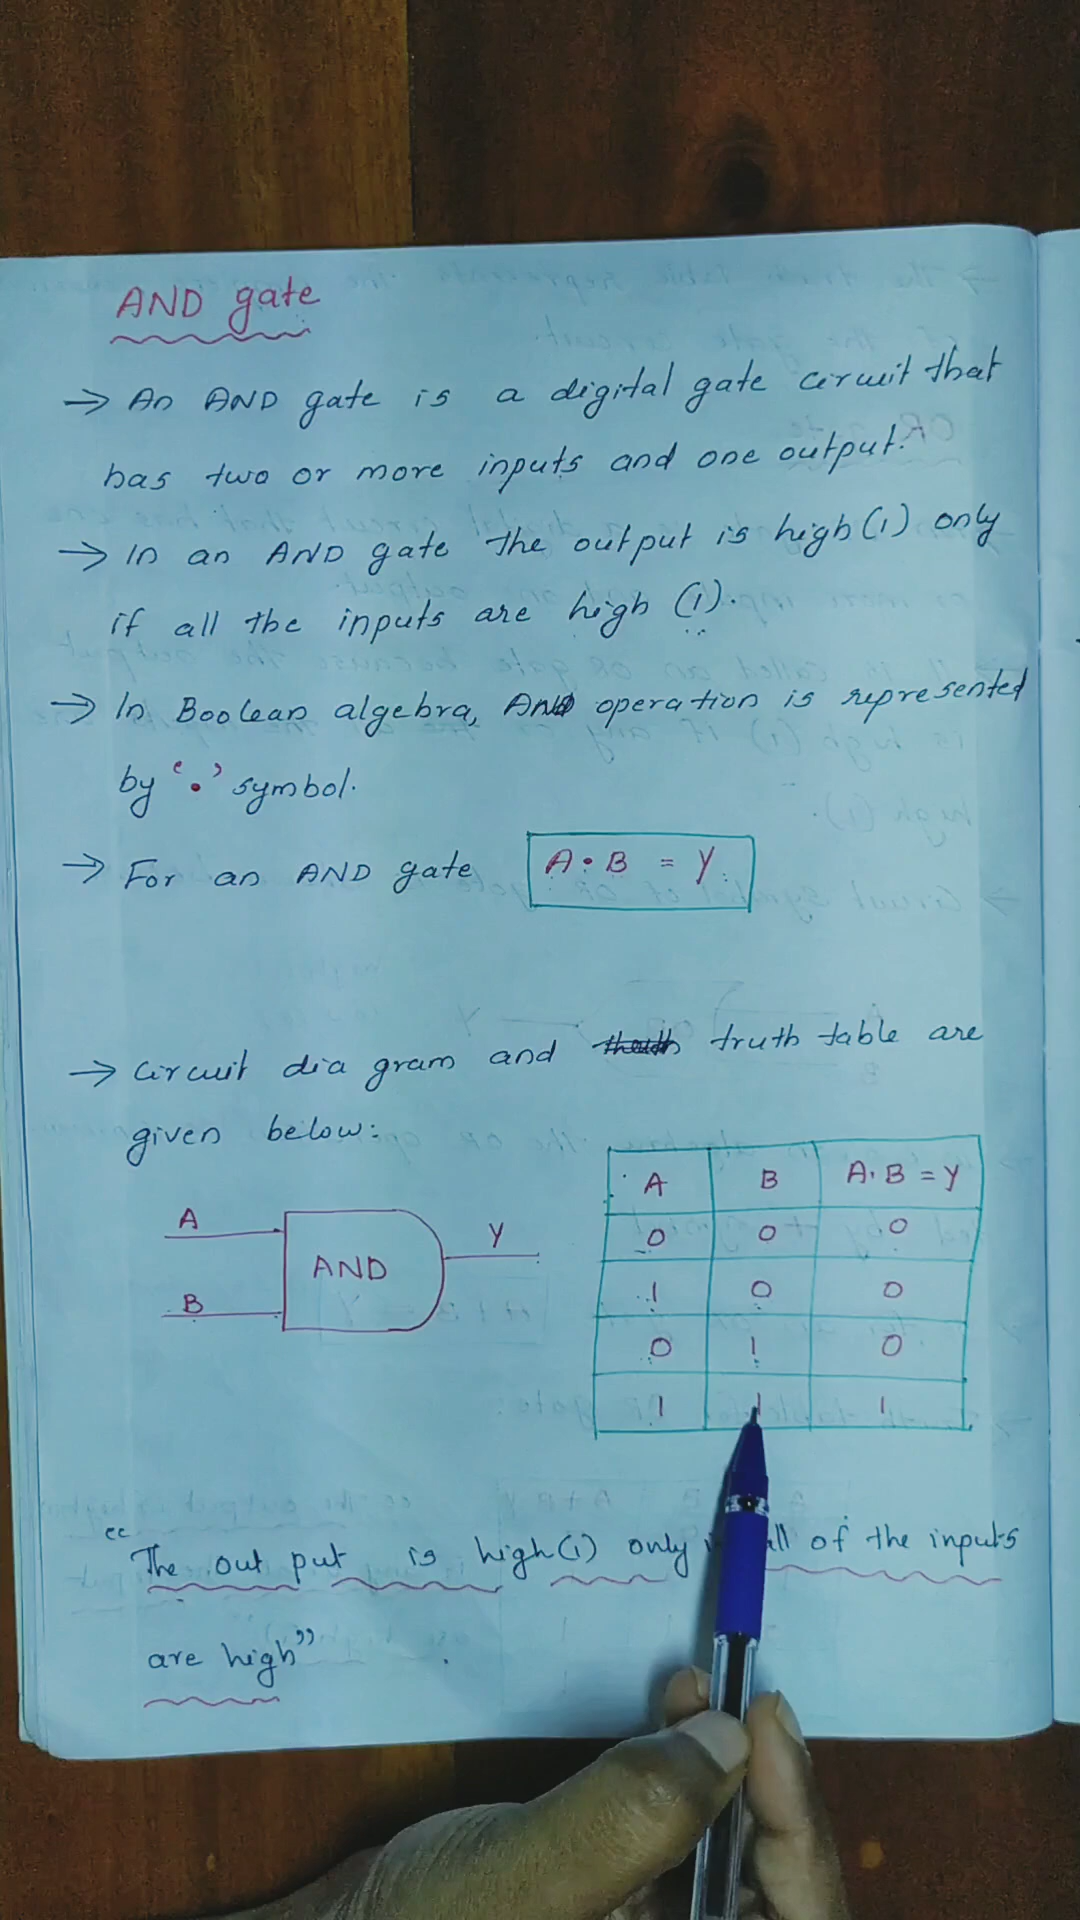 AND gate
→ An AND gate is a digital gate circuit that
has two or more inputs and one output.
→ In an AND gate the output is high (1) only
if all the inputs are high (1).
→ In Boolean algebra, AND operation is represented
by '•' symbol.
→ For an AND gate A • B = Y
→ Circuit dia gram and truth table are
given below:
A B A.B = Y
A
Y
AND
B
0 0 0
1 0 0
0 1 0
1 1 1
"The out put is high (1) only all of the inputs
are high"